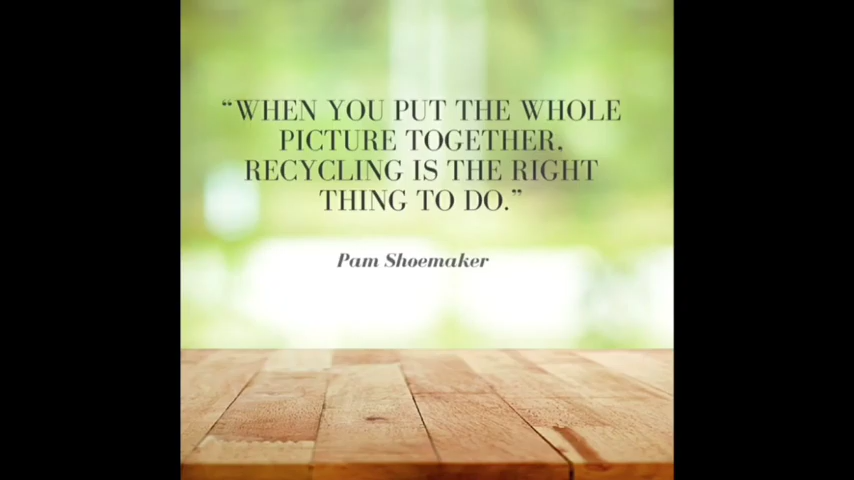 “WHEN YOU PUT THE WHOLE
PICTURE TOGETHER,
RECYCLING IS THE RIGHT
THING TO DO.”
Pam Shoemaker